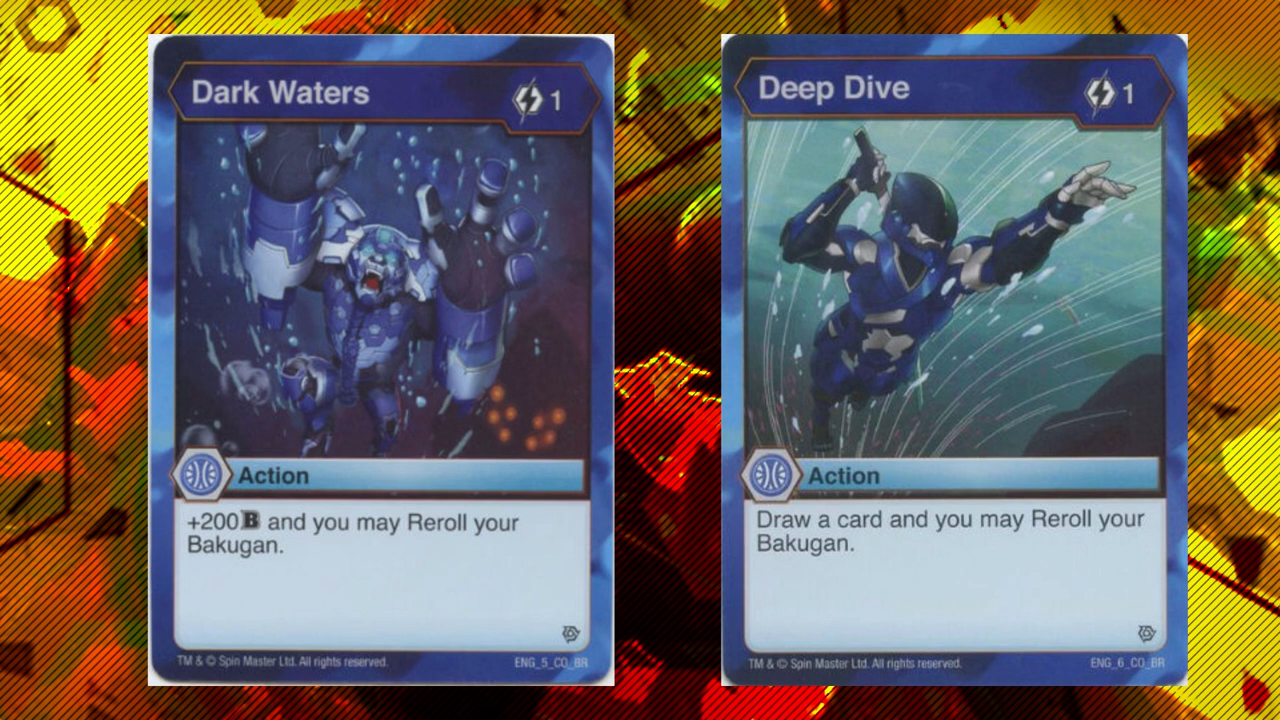 Dark Waters
1
Action
+200B and you may Reroll your
Bakugan.
TM & © Spin Master Ltd. All rights reserved.
ENG_5_CO_BR
Deep Dive
1
Action
Draw a card and you may Reroll your
Bakugan.
TM & © Spin Master Ltd. All rights reserved.
ENG_6_CO_BR